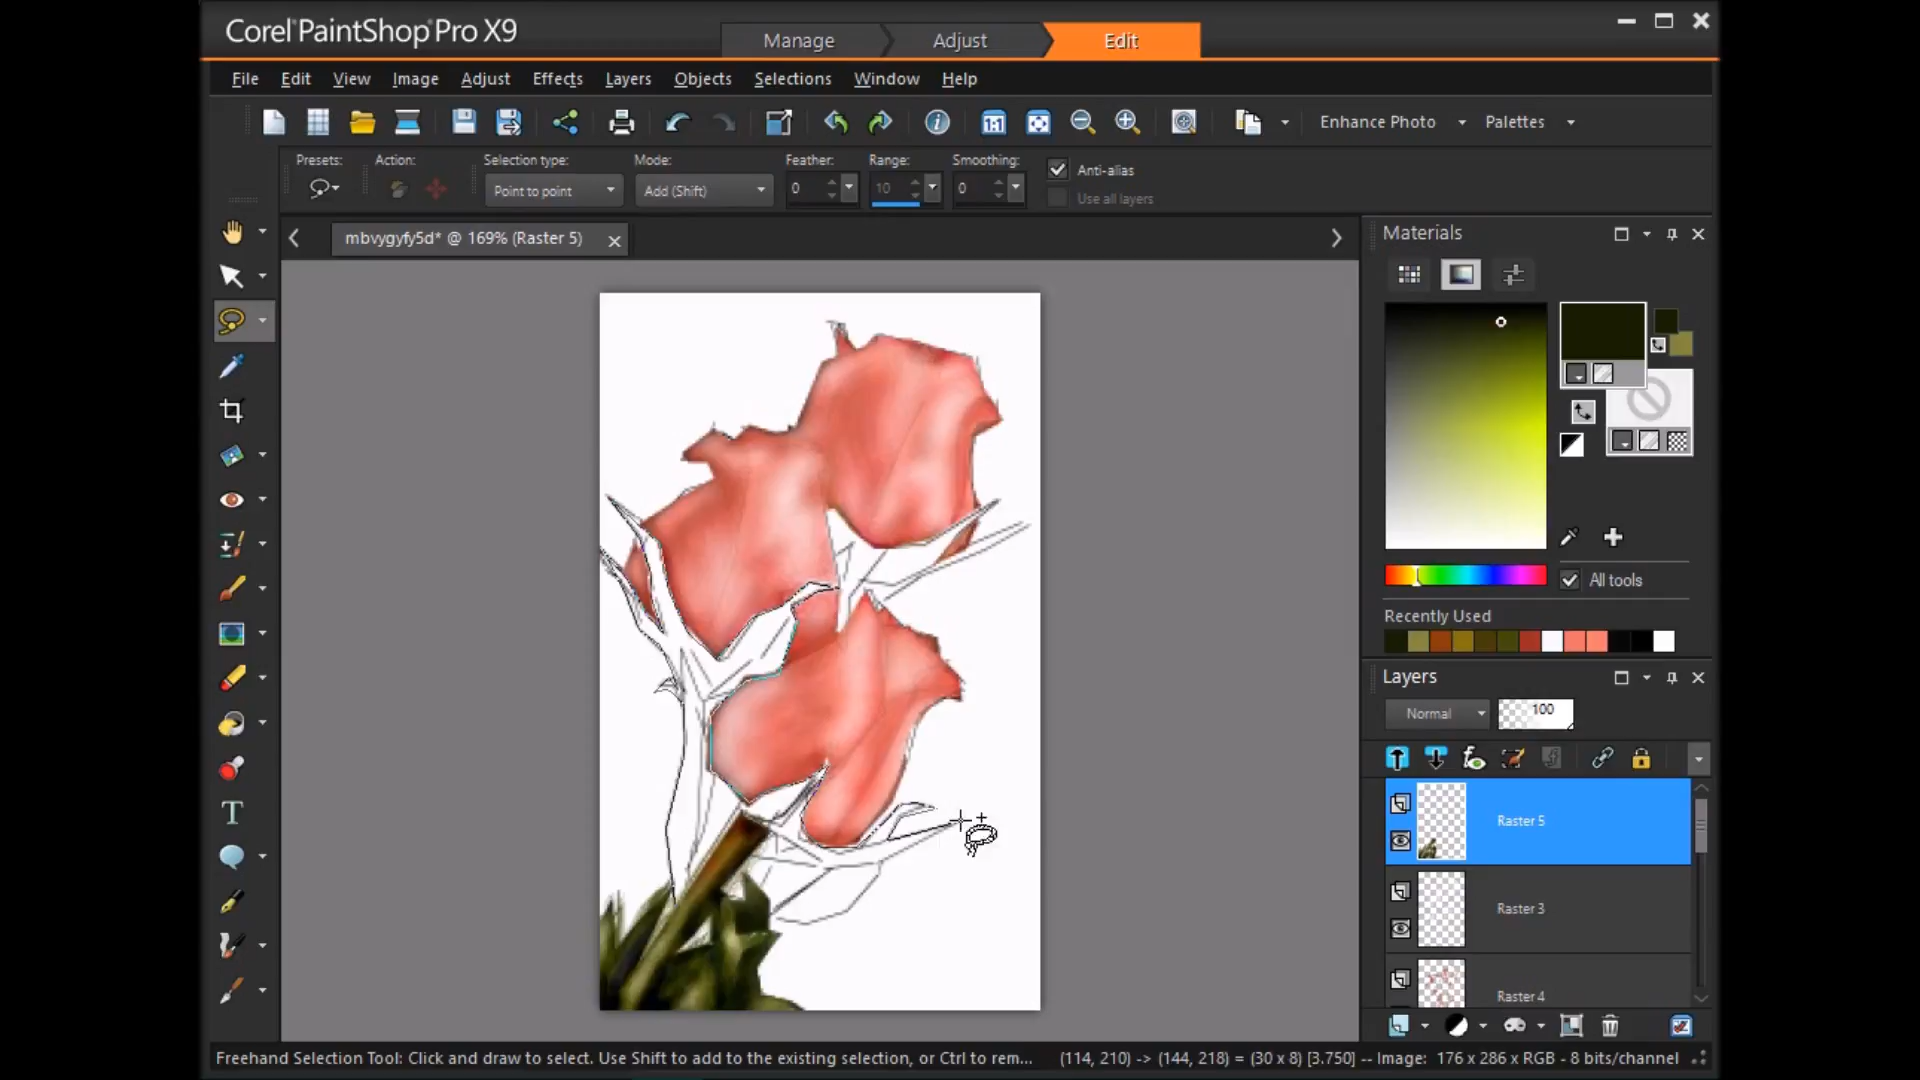 Corel PaintShop Pro X9
Manage
Adjust
Edit
File
Edit
View
Image
Adjust
Effects
Layers
Objects
Selections
Window
Help
1:1
Enhance Photo
Palettes
Presets:
Action:
Selection type:
Mode:
Feather:
Range:
Smoothing:
Point to point
Add (Shift)
0
10
0
Anti-alias
Use all layers
mbvygyfy5d* @ 169% (Raster 5)
Materials
All tools
Recently Used
Layers
Normal
100
Raster 5
Raster 3
Raster 4
Freehand Selection Tool: Click and draw to select. Use Shift to add to the existing selection, or Ctrl to rem...
(114, 210) -> (144, 218) = (30 x 8) [3.750] -- Image: 176 x 286 x RGB - 8 bits/channel